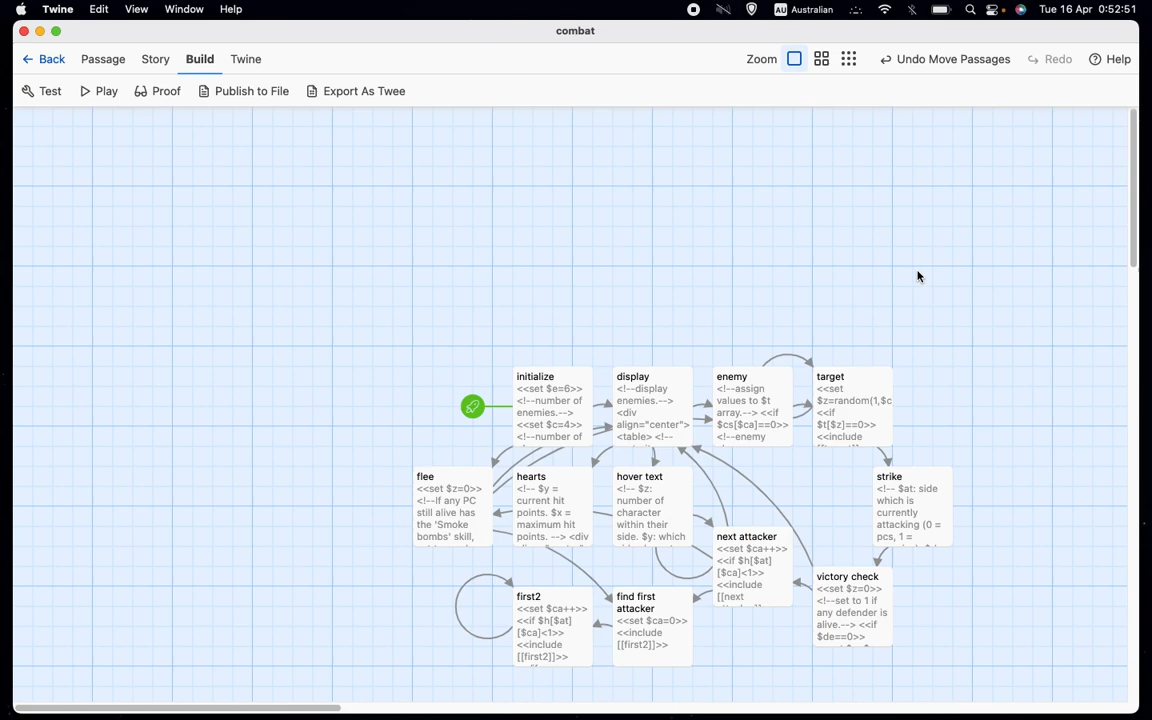 Twine Edit View Window Help AU Australian Tue 16 Apr 0:52:51
combat
Back Passage Story Build Twine Zoom Undo Move Passages Redo Help
Test Play Proof Publish to File Export As Twee
initialize
<<set $e=6>>
<!--number of
enemies.-->
<<set $c=4>>
<!--number of
display
<!--display
enemies.-->
<div
align="center">
<table> <!--
enemy
<!--assign
values to $t
array.--> <<if
$cs[$ca]==0>>
<!--enemy
target
<<set
$z=random(1,$c
<<if
$t[$z]==0>>
<<include
flee
<<set $z=0>>
<!--If any PC
still alive has
the 'Smoke
bombs' skill,
hearts
<!-- $y =
current hit
points. $x =
maximum hit
points. --> <div
hover text
<!-- $z:
number of
character
within their
side. $y: which
strike
<!-- $at: side
which is
currently
attacking (0 =
pcs, 1 =
next attacker
<<set $ca++>>
<<if $h[$at]
[$ca]<1>>
<<include
[[next
victory check
<<set $z=0>>
<!--set to 1 if
any defender is
alive.--> <<if
$de==0>>
first2
<<set $ca++>>
<<if $h[$at]
[$ca]<1>>
<<include
[[first2]]>>
find first
attacker
<<set $ca=0>>
<<include
[[first2]]>>